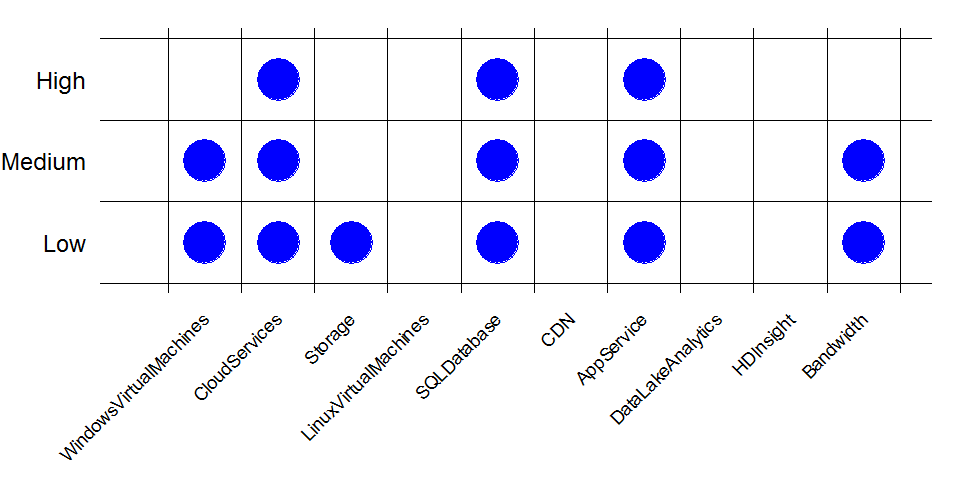 High
Medium
Low
WindowsVirtualMachines
CloudServices
Storage
LinuxVirtualMachines
SQLDatabase
CDN
AppService
DataLakeAnalytics
HDInsight
Bandwidth